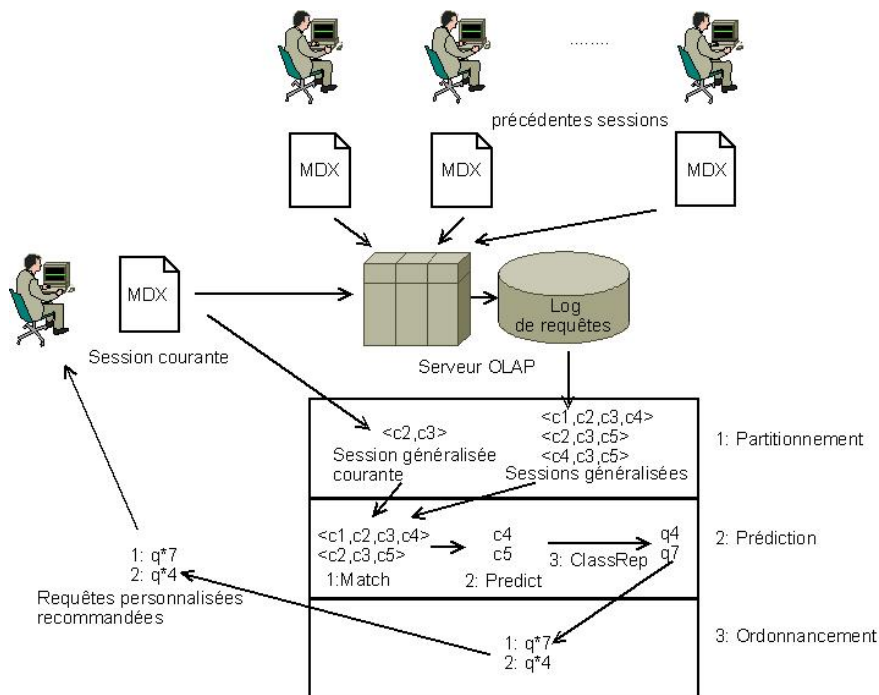 ........
précédentes sessions
MDX
MDX
MDX
MDX
Session courante
Log
de requêtes
Serveur OLAP
<c2,c3>
Session généralisée
courante
<c1,c2,c3,c4>
<c2,c3,c5>
<c4,c3,c5>
Sessions généralisées
1: Partitionnement
<c1,c2,c3,c4>
<c2,c3,c5>
1:Match
c4
c5
2: Predict
3: ClassRep
q4
q7
2: Prédiction
1: q*7
2: q*4
Requêtes personnalisées
recommandées
1: q*7
2: q*4
3: Ordonnancement